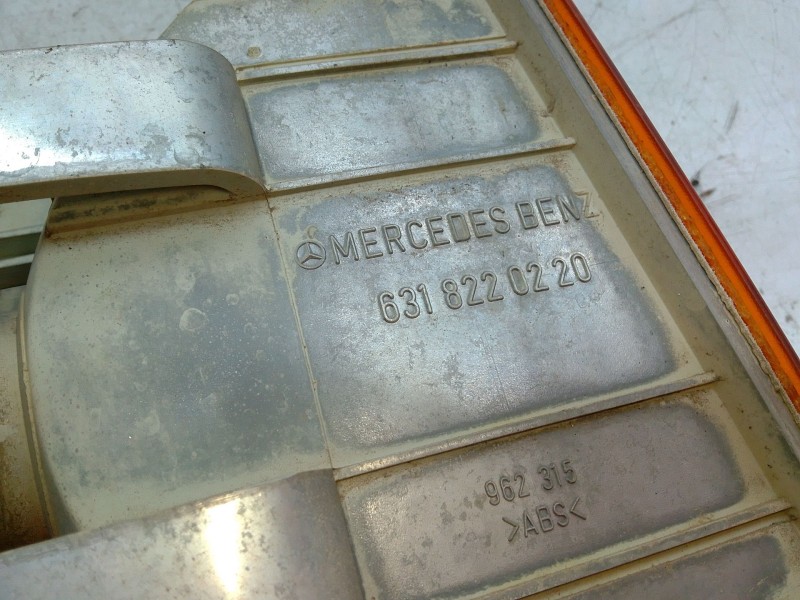 MERCEDES BENZ
631 822 02 20
962 315
>ABS<